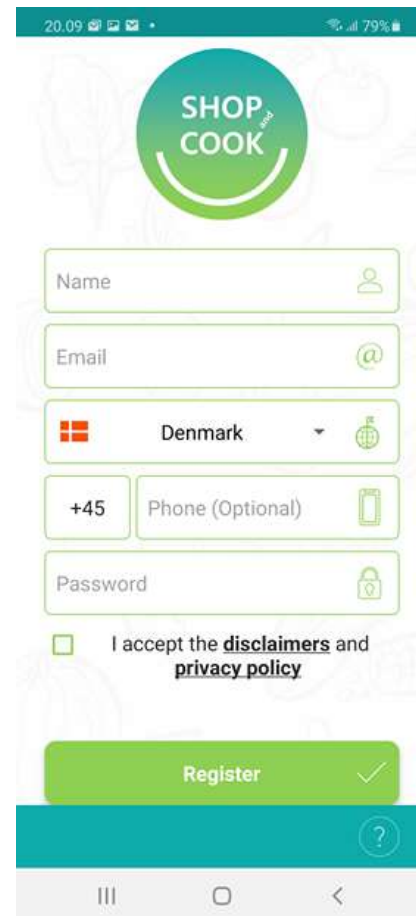 20.09 79%
SHOP and
COOK
Name
Email
@
Denmark
+45 Phone (Optional)
Password
I accept the disclaimers and
privacy policy
Register
?